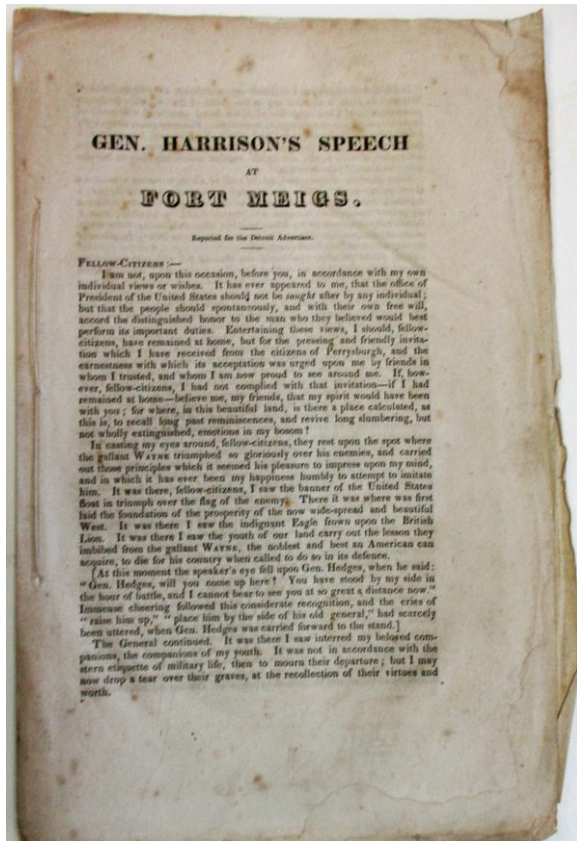 GEN. HARRISON'S SPEECH
AT
FORT MEIGS.
Reported for the Detroit Advertiser.
FELLOW-CITIZENS :—
I am not, upon this occasion, before you, in accordance with my own
individual views or wishes. It has ever appeared to me, that the office of
President of the United States should not be sought after by any individual;
but that the people should spontaneously, and with their own free will,
accord the distinguished honor to the man who they believed would best
perform its important duties. Entertaining these views, I should, fellow-
citizens, have remained at home, but for the pressing and friendly invita-
tion which I have received from the citizens of Perrysburgh, and the
earnestness with which its acceptation was urged upon me by friends in
whom I trusted, and whom I am now proud to see around me. If, how-
ever, fellow-citizens, I had not complied with that invitation—if I had
remained at home—believe me, my friends, that my spirit would have been
with you; for where, in this beautiful land, is there a place calculated, as
this is, to recall long past reminiscences, and revive long slumbering, but
not wholly extinguished, emotions in my bosom?
In casting my eyes around, fellow-citizens, they rest upon the spot where
the gallant WAYNE triumphed so gloriously over his enemies, and carried
out those principles which it seemed his pleasure to impress upon my mind,
and in which it has ever been my happiness humbly to attempt to imitate
him. It was there, fellow-citizens, I saw the banner of the United States
float in triumph over the flag of the enemy. There it was where was first
laid the foundation of the prosperity of the now wide-spread and beautiful
West. It was there I saw the indignant Eagle frown upon the British
Lion. It was there I saw the youth of our land carry out the lesson they
imbibed from the gallant WAYNE, the noblest and best an American can
acquire, to die for his country when called to do so in its defence.
[At this moment the speaker's eye fell upon Gen. Hedges, when he said:
"Gen. Hedges, will you come up here? You have stood by my side in
the hour of battle, and I cannot bear to see you at so great a distance now."
Immense cheering followed this considerate recognition, and the cries of
"raise him up," "place him by the side of his old general," had scarcely
been uttered, when Gen. Hedges was carried forward to the stand.]
The General continued. It was there I saw interred my beloved com-
panions, the companions of my youth. It was not in accordance with the
stern etiquette of military life, then to mourn their departure; but I may
now drop a tear over their graves, at the recollection of their virtues and
worth.